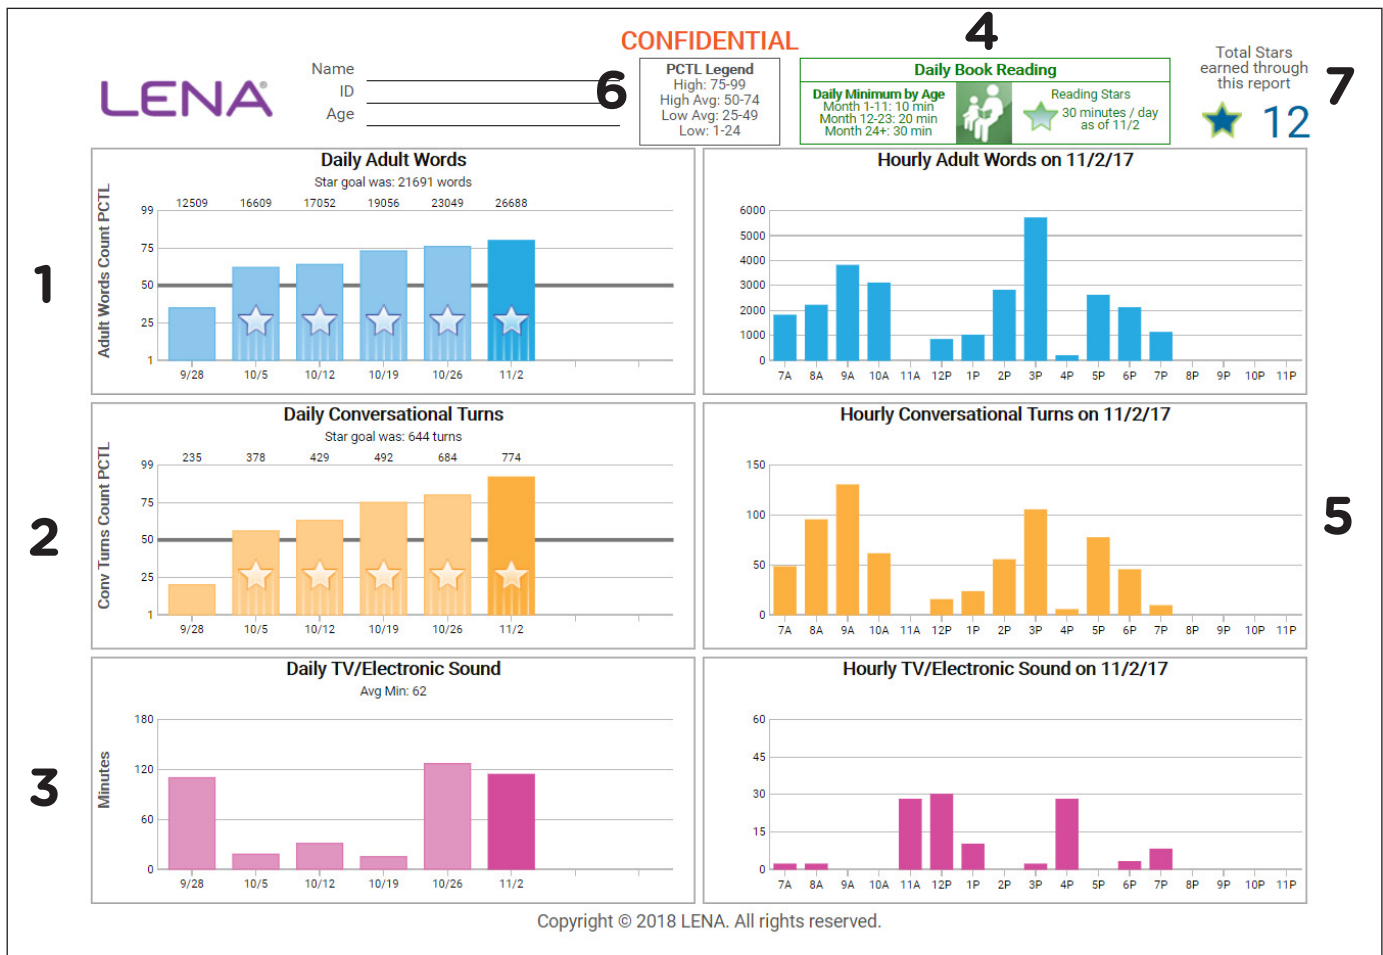 CONFIDENTIAL
4
LENA
Name
ID
Age
6
PCTL Legend
High: 75-99
High Avg: 50-74
Low Avg: 25-49
Low: 1-24
Daily Book Reading
Daily Minimum by Age
Month 1-11: 10 min
Month 12-23: 20 min
Month 24+: 30 min
Reading Stars
30 minutes / day
as of 11/2
Total Stars
earned through
this report
12
7
1
Daily Adult Words
Star goal was: 21691 words
Adult Words Count PCTL
12509 16609 17052 19056 23049 26688
99
75
50
25
1
9/28 10/5 10/12 10/19 10/26 11/2
Hourly Adult Words on 11/2/17
6000
5000
4000
3000
2000
1000
0
7A 8A 9A 10A 11A 12P 1P 2P 3P 4P 5P 6P 7P 8P 9P 10P 11P
2
Daily Conversational Turns
Star goal was: 644 turns
Conv Turns Count PCTL
235 378 429 492 684 774
99
75
50
25
1
9/28 10/5 10/12 10/19 10/26 11/2
Hourly Conversational Turns on 11/2/17
150
100
50
0
7A 8A 9A 10A 11A 12P 1P 2P 3P 4P 5P 6P 7P 8P 9P 10P 11P
5
3
Daily TV/Electronic Sound
Avg Min: 62
Minutes
180
120
60
0
9/28 10/5 10/12 10/19 10/26 11/2
Hourly TV/Electronic Sound on 11/2/17
60
45
30
15
0
7A 8A 9A 10A 11A 12P 1P 2P 3P 4P 5P 6P 7P 8P 9P 10P 11P
Copyright © 2018 LENA. All rights reserved.